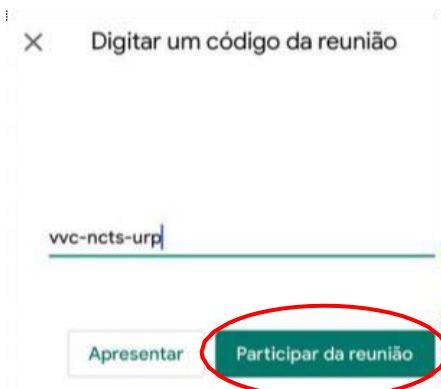 Digitar um código da reunião
vvc-ncts-urp
Apresentar
Participar da reunião